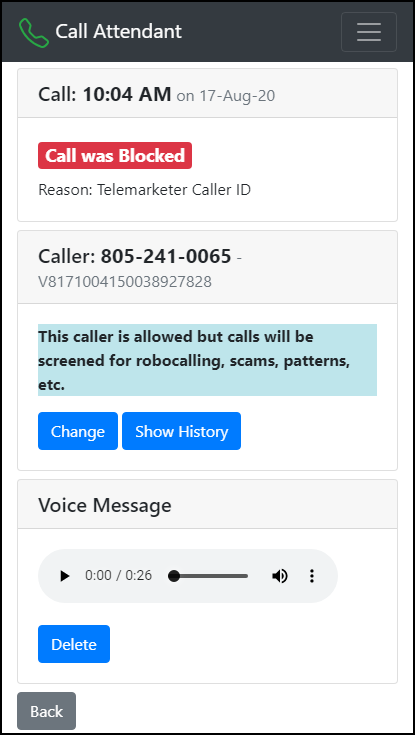 Call Attendant
Call: 10:04 AM on 17-Aug-20
Call was Blocked
Reason: Telemarketer Caller ID
Caller: 805-241-0065 -
V8171004150038927828
This caller is allowed but calls will be
screened for robocalling, scams, patterns,
etc.
Change Show History
Voice Message
0:00 / 0:26
Delete
Back